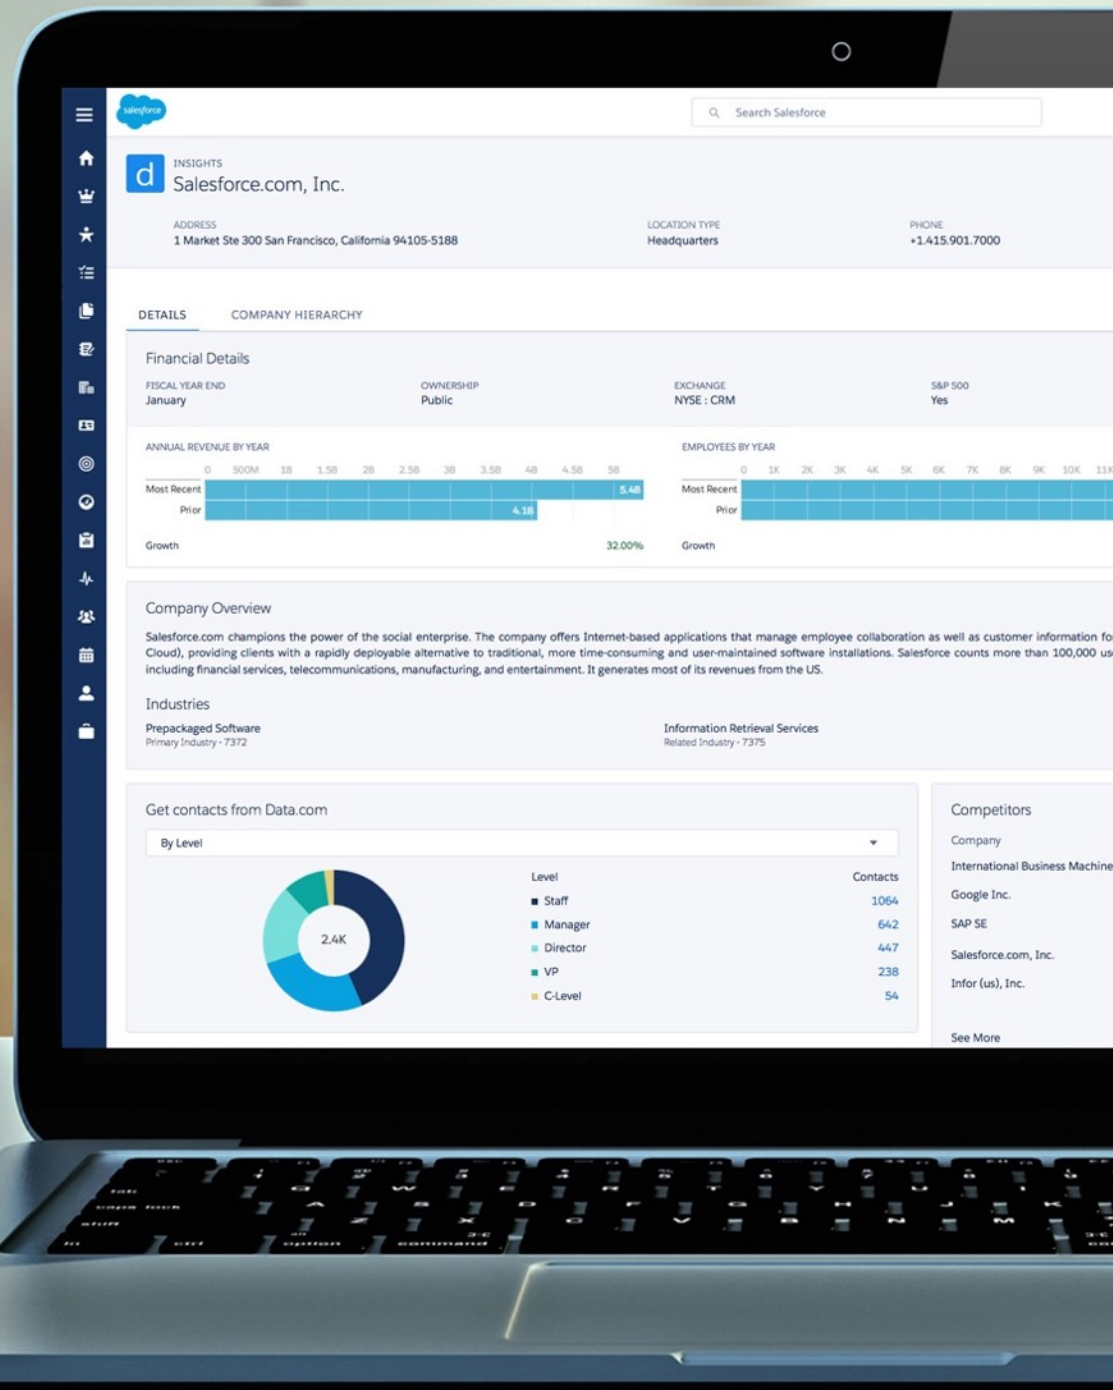 salesforce
Search Salesforce
d
INSIGHTS
Salesforce.com, Inc.
ADDRESS
LOCATION TYPE
PHONE
1 Market Ste 300 San Francisco, California 94105-5188
Headquarters
+1.415.901.7000
DETAILS
COMPANY HIERARCHY
Financial Details
FISCAL YEAR END
OWNERSHIP
EXCHANGE
S&P 500
January
Public
NYSE : CRM
Yes
ANNUAL REVENUE BY YEAR
0 500M 1B 1.5B 2B 2.5B 3B 3.5B 4B 4.5B 5B
Most Recent 5.4B
Prior 4.1B
Growth 32.00%
EMPLOYEES BY YEAR
0 1K 2K 3K 4K 5K 6K 7K 8K 9K 10K 11K
Most Recent
Prior
Growth
Company Overview
Salesforce.com champions the power of the social enterprise. The company offers Internet-based applications that manage employee collaboration as well as customer information for
Cloud), providing clients with a rapidly deployable alternative to traditional, more time-consuming and user-maintained software installations. Salesforce counts more than 100,000
including financial services, telecommunications, manufacturing, and entertainment. It generates most of its revenues from the US.
Industries
Prepackaged Software
Primary Industry • 7372
Information Retrieval Services
Related Industry • 7375
Get contacts from Data.com
By Level
2.4K
Level Contacts
Staff 1064
Manager 642
Director 447
VP 238
C-Level 54
Competitors
Company
International Business Machine
Google Inc.
SAP SE
Salesforce.com, Inc.
Infor (us), Inc.
See More
tab
Q W E R T Y U I
caps lock A S D F G H J K
shift Z X C V B N M
fn ctrl option command